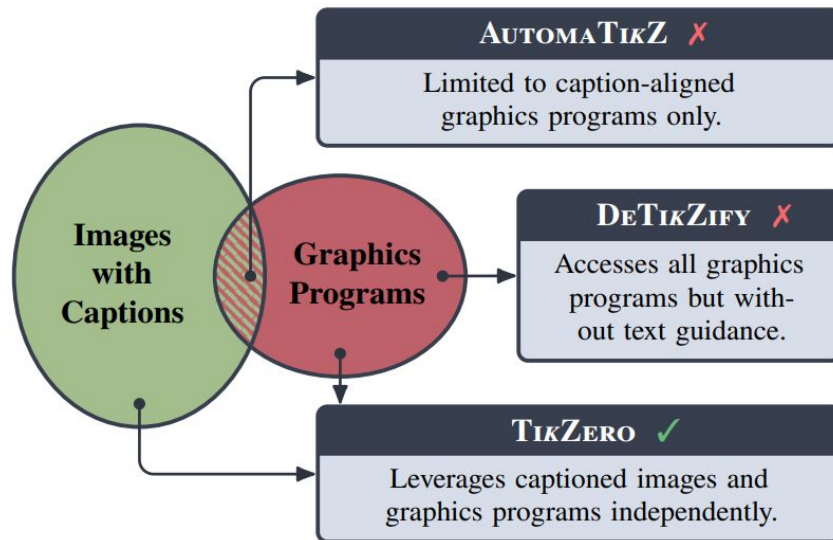 AUTOMATIKZ ✗
Limited to caption-aligned
graphics programs only.
Images
with
Captions
Graphics
Programs
DETIKZIFY ✗
Accesses all graphics
programs but with-
out text guidance.
TIKZERO ✓
Leverages captioned images and
graphics programs independently.